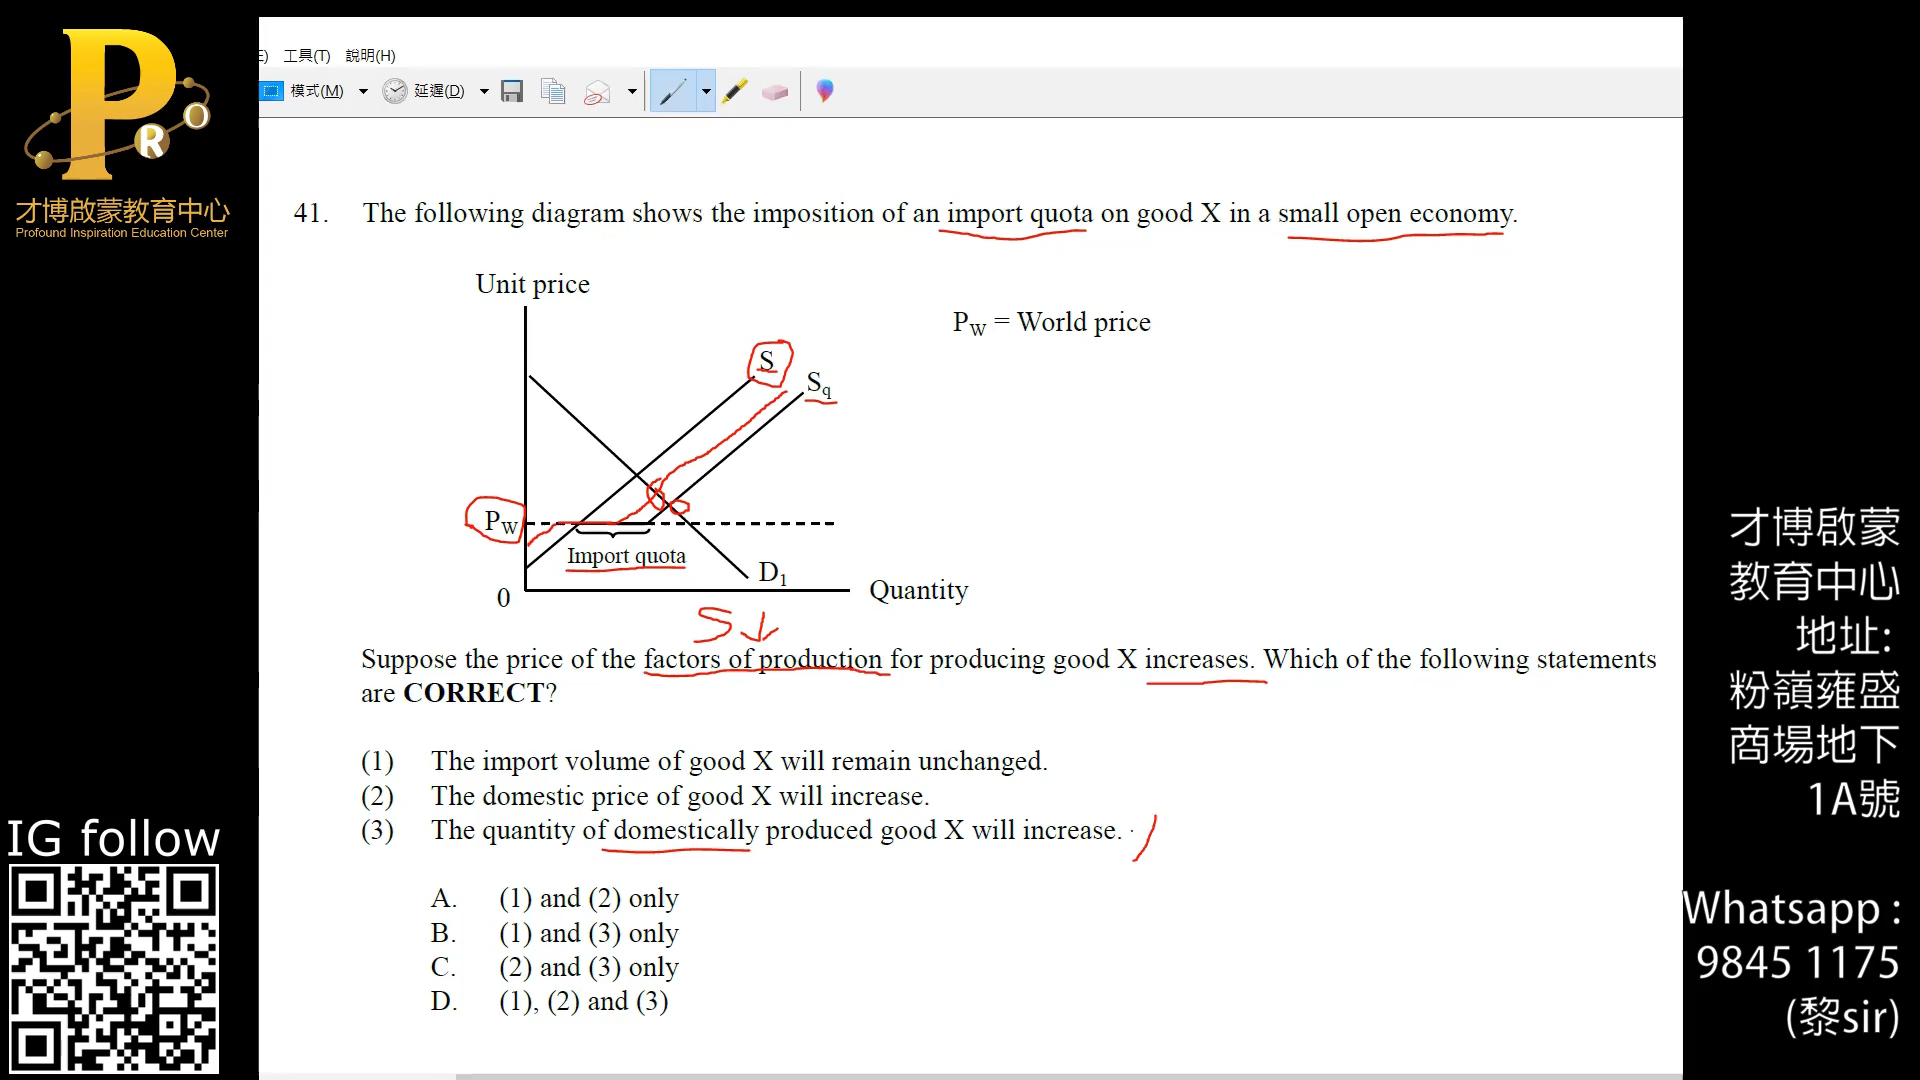 E) 工具(T) 說明(H)
模式(M) 延遲(D)
PRO
才博啟蒙教育中心
Profound Inspiration Education Center
41. The following diagram shows the imposition of an import quota on good X in a small open economy.
Unit price
PW = World price
S
Sq
PW
Import quota
D1
0
Quantity
S↓
Suppose the price of the factors of production for producing good X increases. Which of the following statements
are CORRECT?
(1) The import volume of good X will remain unchanged.
(2) The domestic price of good X will increase.
(3) The quantity of domestically produced good X will increase.
A. (1) and (2) only
B. (1) and (3) only
C. (2) and (3) only
D. (1), (2) and (3)
IG follow
才博啟蒙
教育中心
地址:
粉嶺雍盛
商場地下
1A號
Whatsapp :
9845 1175
(黎sir)